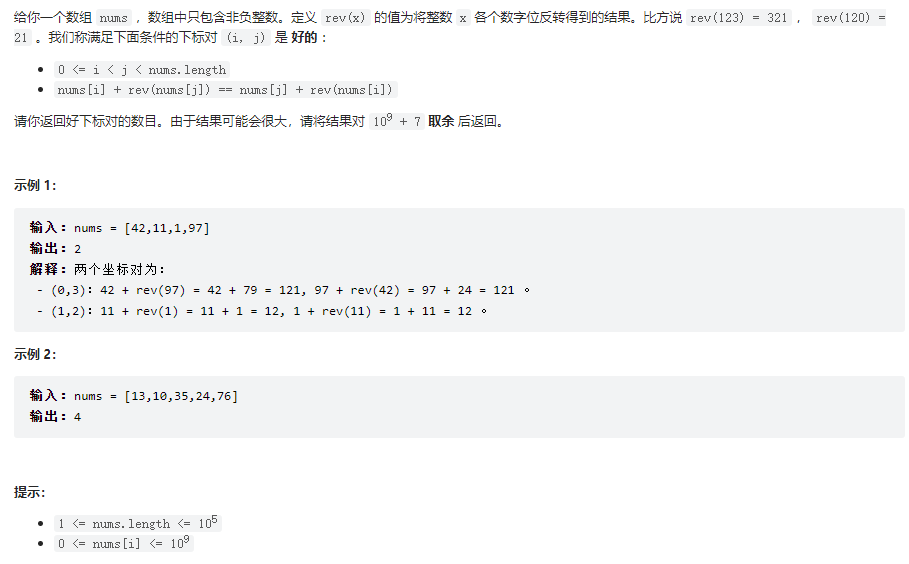 给你一个数组 nums ，数组中只包含非负整数。定义 rev(x) 的值为将整数 x 各个数字位反转得到的结果。比方说 rev(123) = 321 ， rev(120) =
21 。我们称满足下面条件的下标对 (i, j) 是 好的 ：
• 0 <= i < j < nums.length
• nums[i] + rev(nums[j]) == nums[j] + rev(nums[i])
请你返回好下标对的数目。由于结果可能会很大，请将结果对 10⁹ + 7 取余 后返回。
示例 1：
输入：nums = [42,11,1,97]
输出：2
解释：两个坐标对为：
- (0,3)：42 + rev(97) = 42 + 79 = 121, 97 + rev(42) = 97 + 24 = 121 。
- (1,2)：11 + rev(1) = 11 + 1 = 12, 1 + rev(11) = 1 + 11 = 12 。
示例 2：
输入：nums = [13,10,35,24,76]
输出：4
提示：
• 1 <= nums.length <= 10⁵
• 0 <= nums[i] <= 10⁹